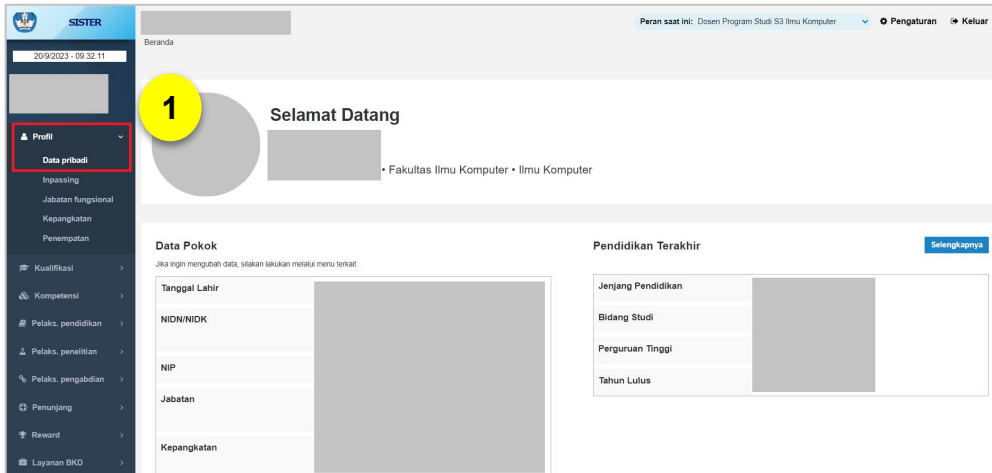 SISTER
20/9/2023 - 09.32.11
Profil
Data pribadi
Inpassing
Jabatan fungsional
Kepangkatan
Penempatan
Kualifikasi
Kompetensi
Pelaks. pendidikan
Pelaks. penelitian
Pelaks. pengabdian
Penunjang
Reward
Layanan BKD
Peran saat ini: Dosen Program Studi S3 Ilmu Komputer
Pengaturan
Keluar
Beranda
1
Selamat Datang
• Fakultas Ilmu Komputer • Ilmu Komputer
Data Pokok
Jika ingin mengubah data, silakan lakukan melalui menu terkait
Tanggal Lahir
NIDN/NIDK
NIP
Jabatan
Kepangkatan
Pendidikan Terakhir
Selengkapnya
Jenjang Pendidikan
Bidang Studi
Perguruan Tinggi
Tahun Lulus